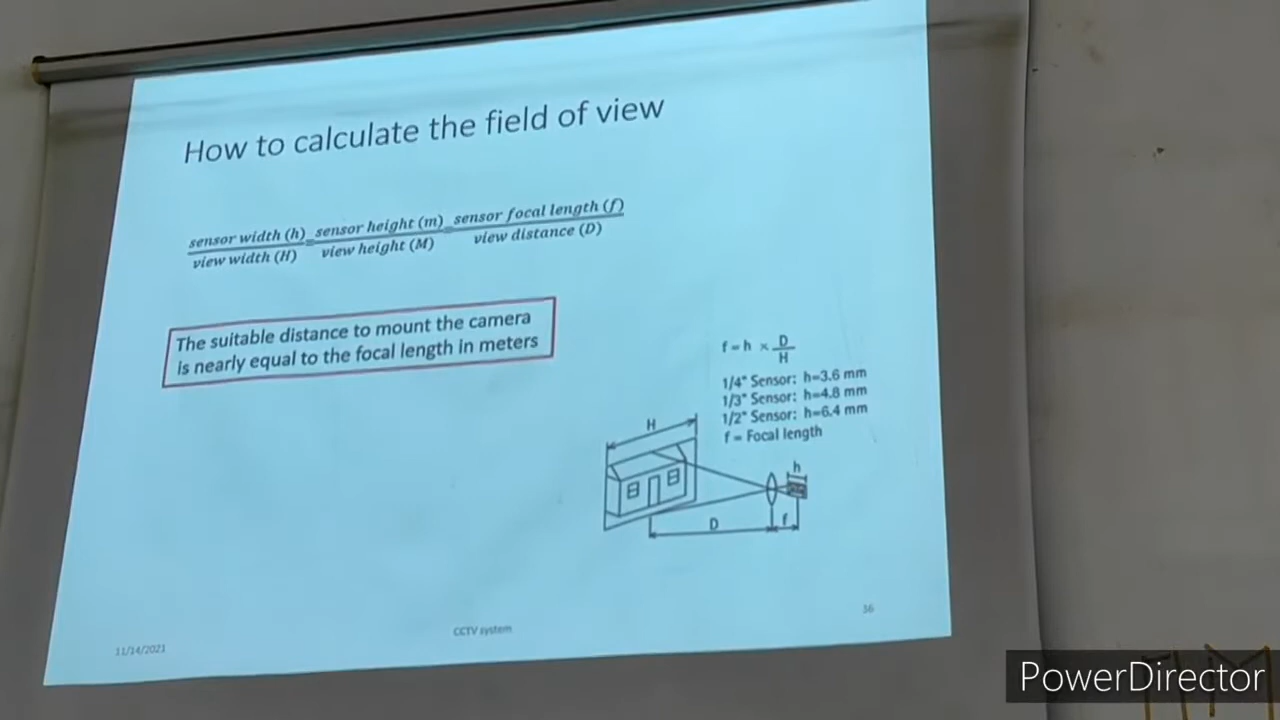 How to calculate the field of view
sensor width (h) = sensor height (m) = sensor focal length (f)
view width (H) view height (M) view distance (D)
The suitable distance to mount the camera
is nearly equal to the focal length in meters
f = h × D
H
1/4" Sensor: h=3.6 mm
1/3" Sensor: h=4.8 mm
1/2" Sensor: h=6.4 mm
f = Focal length
H
h
D
f
11/14/2021
CCTV system
36
PowerDirector